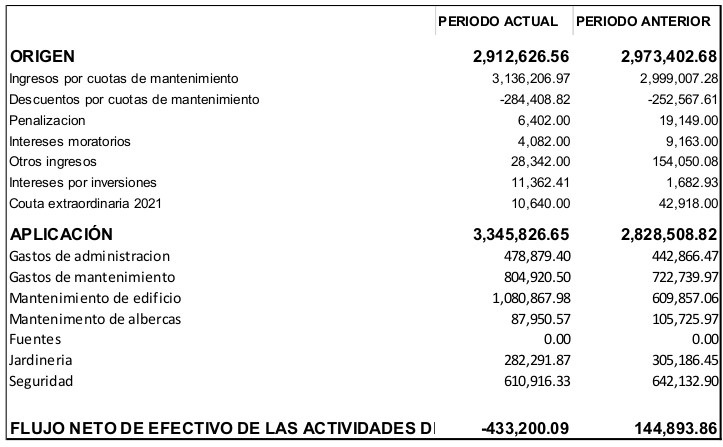 PERIODO ACTUAL PERIODO ANTERIOR
ORIGEN 2,912,626.56 2,973,402.68
Ingresos por cuotas de mantenimiento 3,136,206.97 2,999,007.28
Descuentos por cuotas de mantenimiento -284,408.82 -252,567.61
Penalizacion 6,402.00 19,149.00
Intereses moratorios 4,082.00 9,163.00
Otros ingresos 28,342.00 154,050.08
Intereses por inversiones 11,362.41 1,682.93
Couta extraordinaria 2021 10,640.00 42,918.00
APLICACIÓN 3,345,826.65 2,828,508.82
Gastos de administracion 478,879.40 442,866.47
Gastos de mantenimiento 804,920.50 722,739.97
Mantenimiento de edificio 1,080,867.98 609,857.06
Mantenimento de albercas 87,950.57 105,725.97
Fuentes 0.00 0.00
Jardineria 282,291.87 305,186.45
Seguridad 610,916.33 642,132.90
FLUJO NETO DE EFECTIVO DE LAS ACTIVIDADES -433,200.09 144,893.86